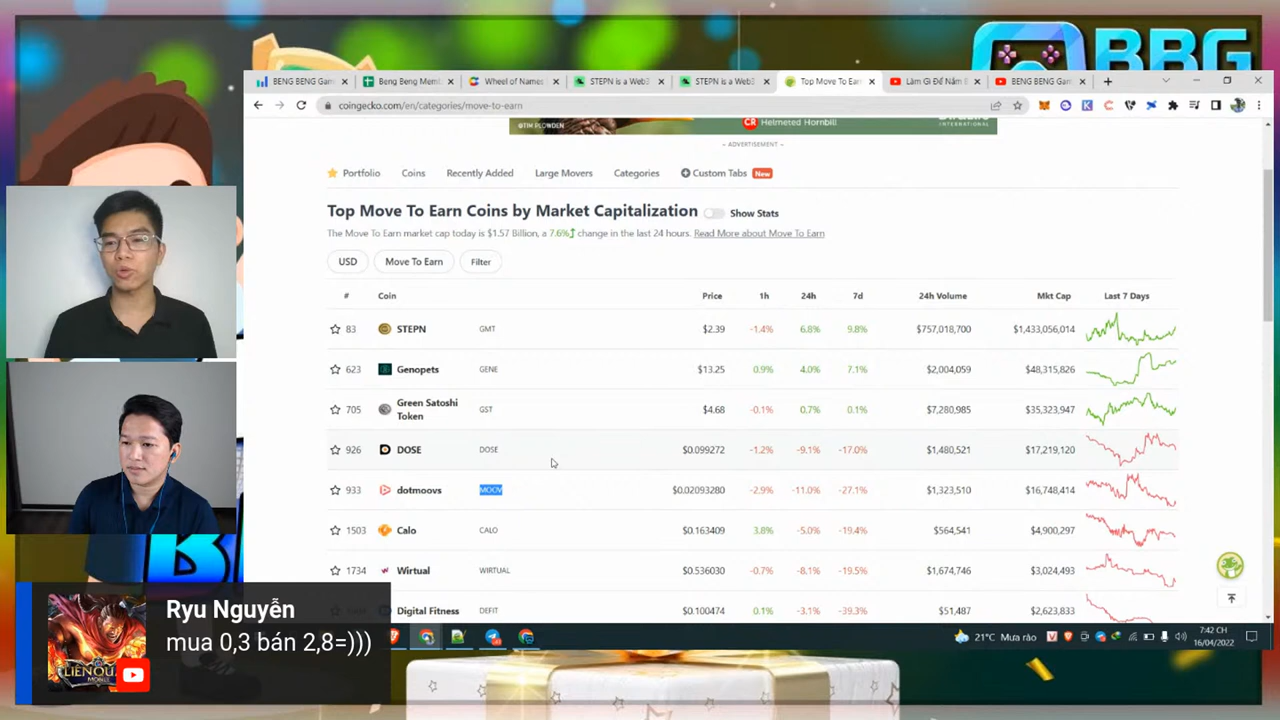 BBG
BENG BENG Gam
Beng Beng Memb
Wheel of Names
STEPN is a Web3
STEPN is a Web3
Top Move To Earn
Làm Gì Để Nắm B
BENG BENG Gam
coingecko.com/en/categories/move-to-earn
@TIM PLOWDEN
CR Helmeted Hornbill
INTERNATIONAL
- ADVERTISEMENT -
Portfolio Coins Recently Added Large Movers Categories Custom Tabs New
Top Move To Earn Coins by Market Capitalization Show Stats
The Move To Earn market cap today is $1.57 Billion, a 7.6% change in the last 24 hours. Read More about Move To Earn
USD Move To Earn Filter
# Coin Price 1h 24h 7d 24h Volume Mkt Cap Last 7 Days
83 STEPN GMT $2.39 -1.4% 6.8% 9.8% $757,018,700 $1,433,056,014
623 Genopets GENE $13.25 0.9% 4.0% 7.1% $2,004,059 $48,315,826
705 Green Satoshi Token GST $4.68 -0.1% 0.7% 0.1% $7,280,985 $35,323,947
926 DOSE DOSE $0.099272 -1.2% -9.1% -17.0% $1,480,521 $17,219,120
933 dotmoovs MOOV $0.02093280 -2.9% -11.0% -27.1% $1,323,510 $16,748,414
1503 Calo CALO $0.163409 3.8% -5.0% -19.4% $564,541 $4,900,297
1734 Wirtual WIRTUAL $0.536030 -0.7% -8.1% -19.5% $1,674,746 $3,024,493
Digital Fitness DEFIT $0.100474 0.1% -3.1% -39.3% $51,487 $2,623,833
Ryu Nguyễn
mua 0,3 bán 2,8=)))
LIÊN QUÂN
MOBILE
21°C Mưa rào
7:42 CH
16/04/2022